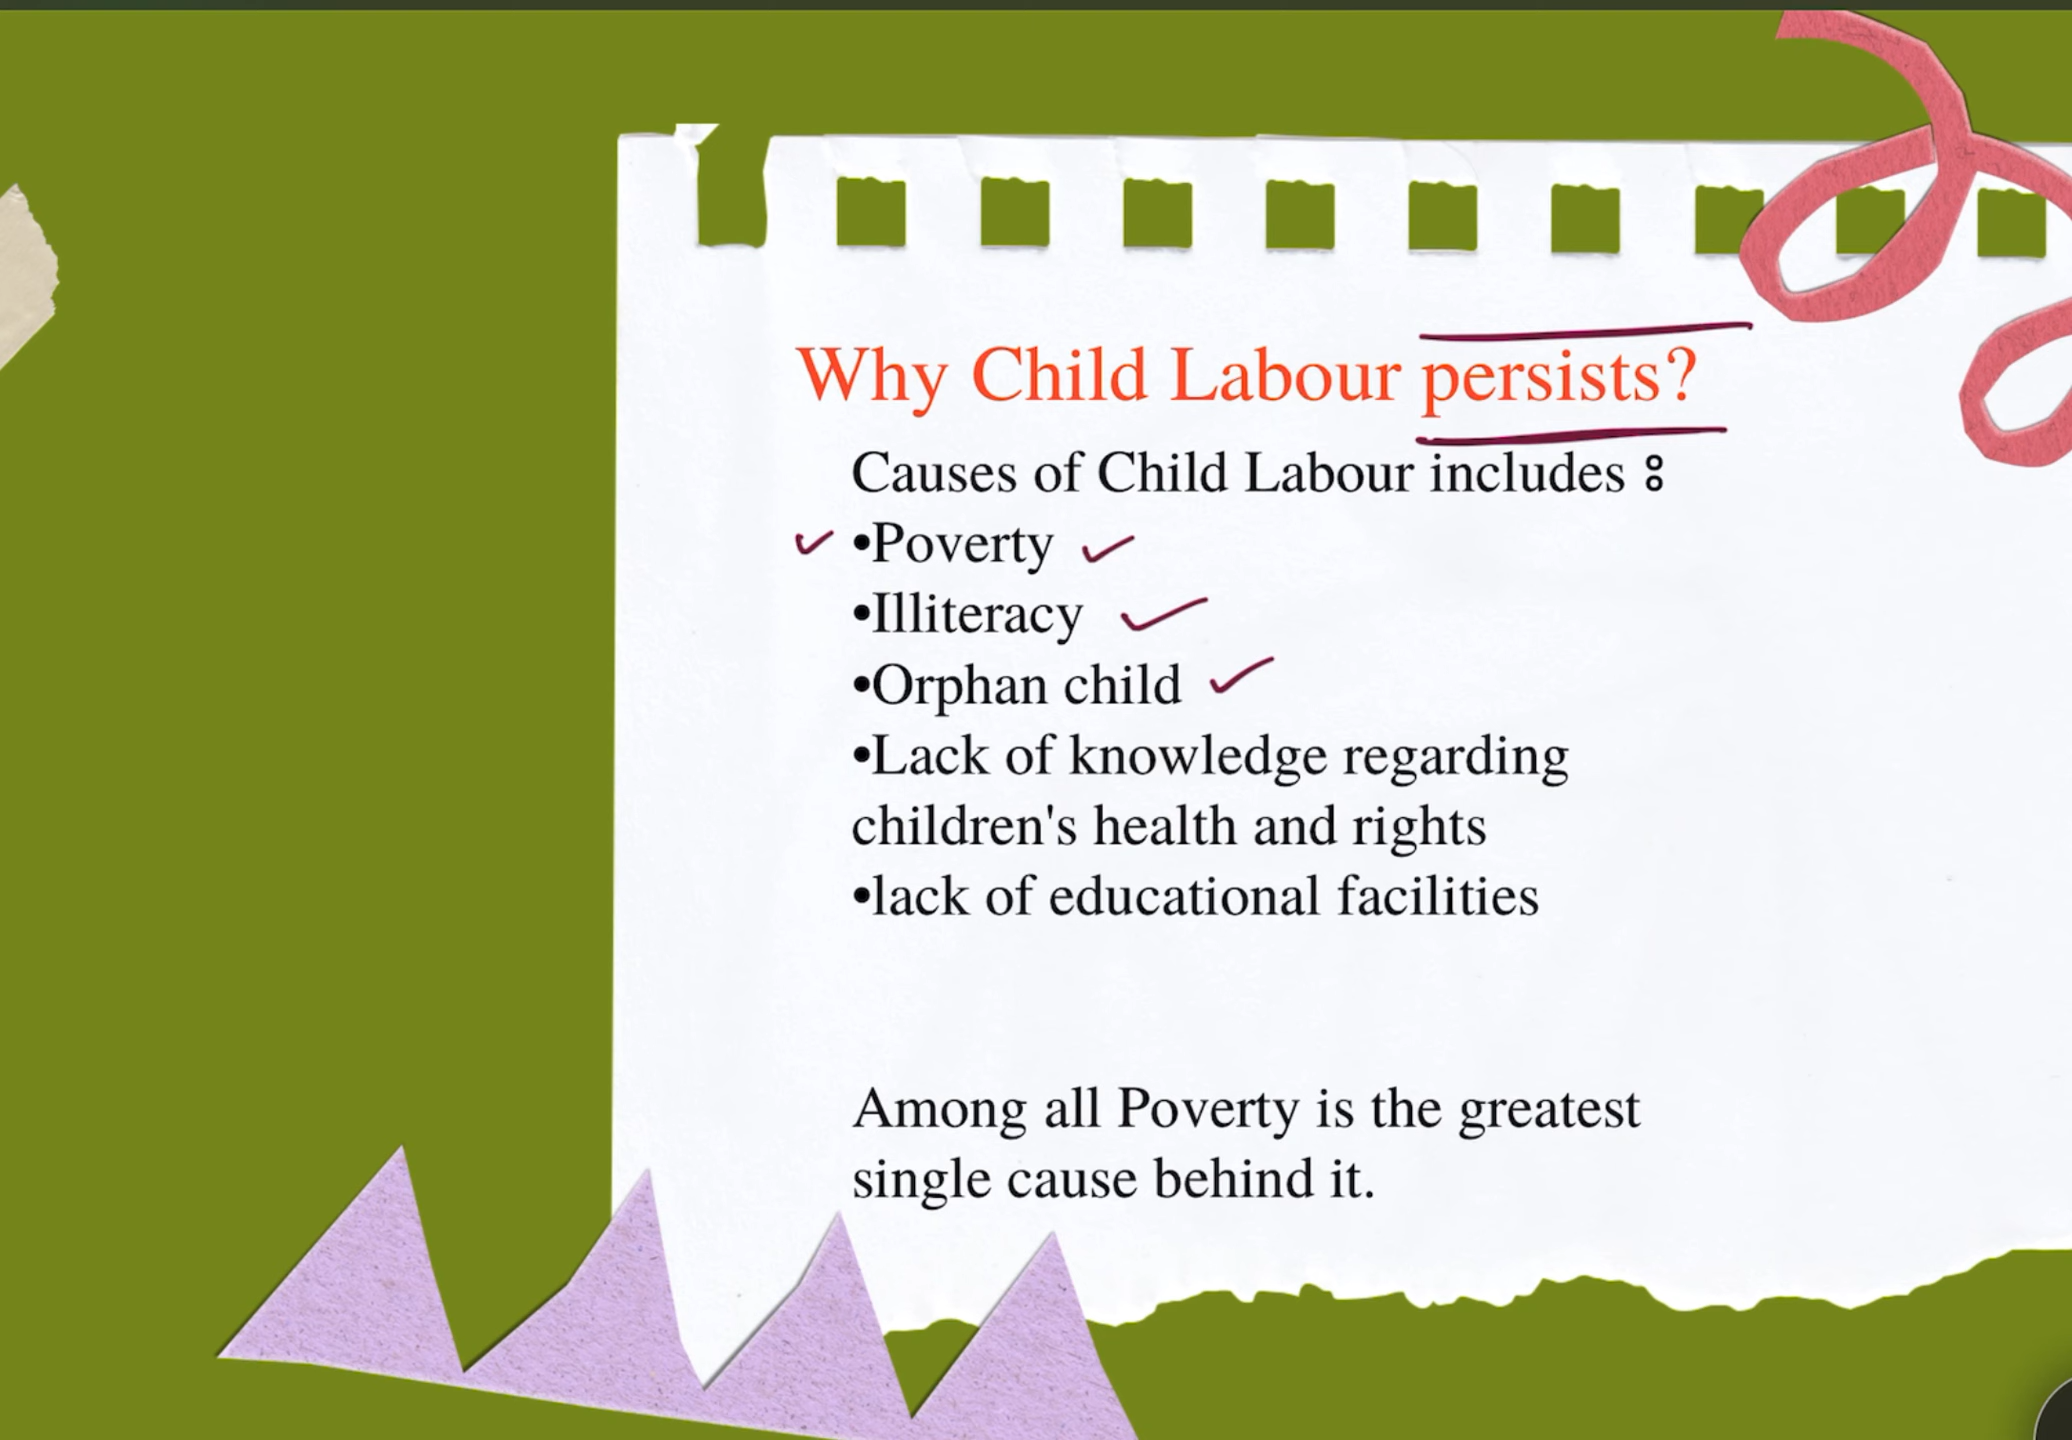 Why Child Labour persists?
Causes of Child Labour includes :
•Poverty
•Illiteracy
•Orphan child
•Lack of knowledge regarding
children's health and rights
•lack of educational facilities
Among all Poverty is the greatest
single cause behind it.